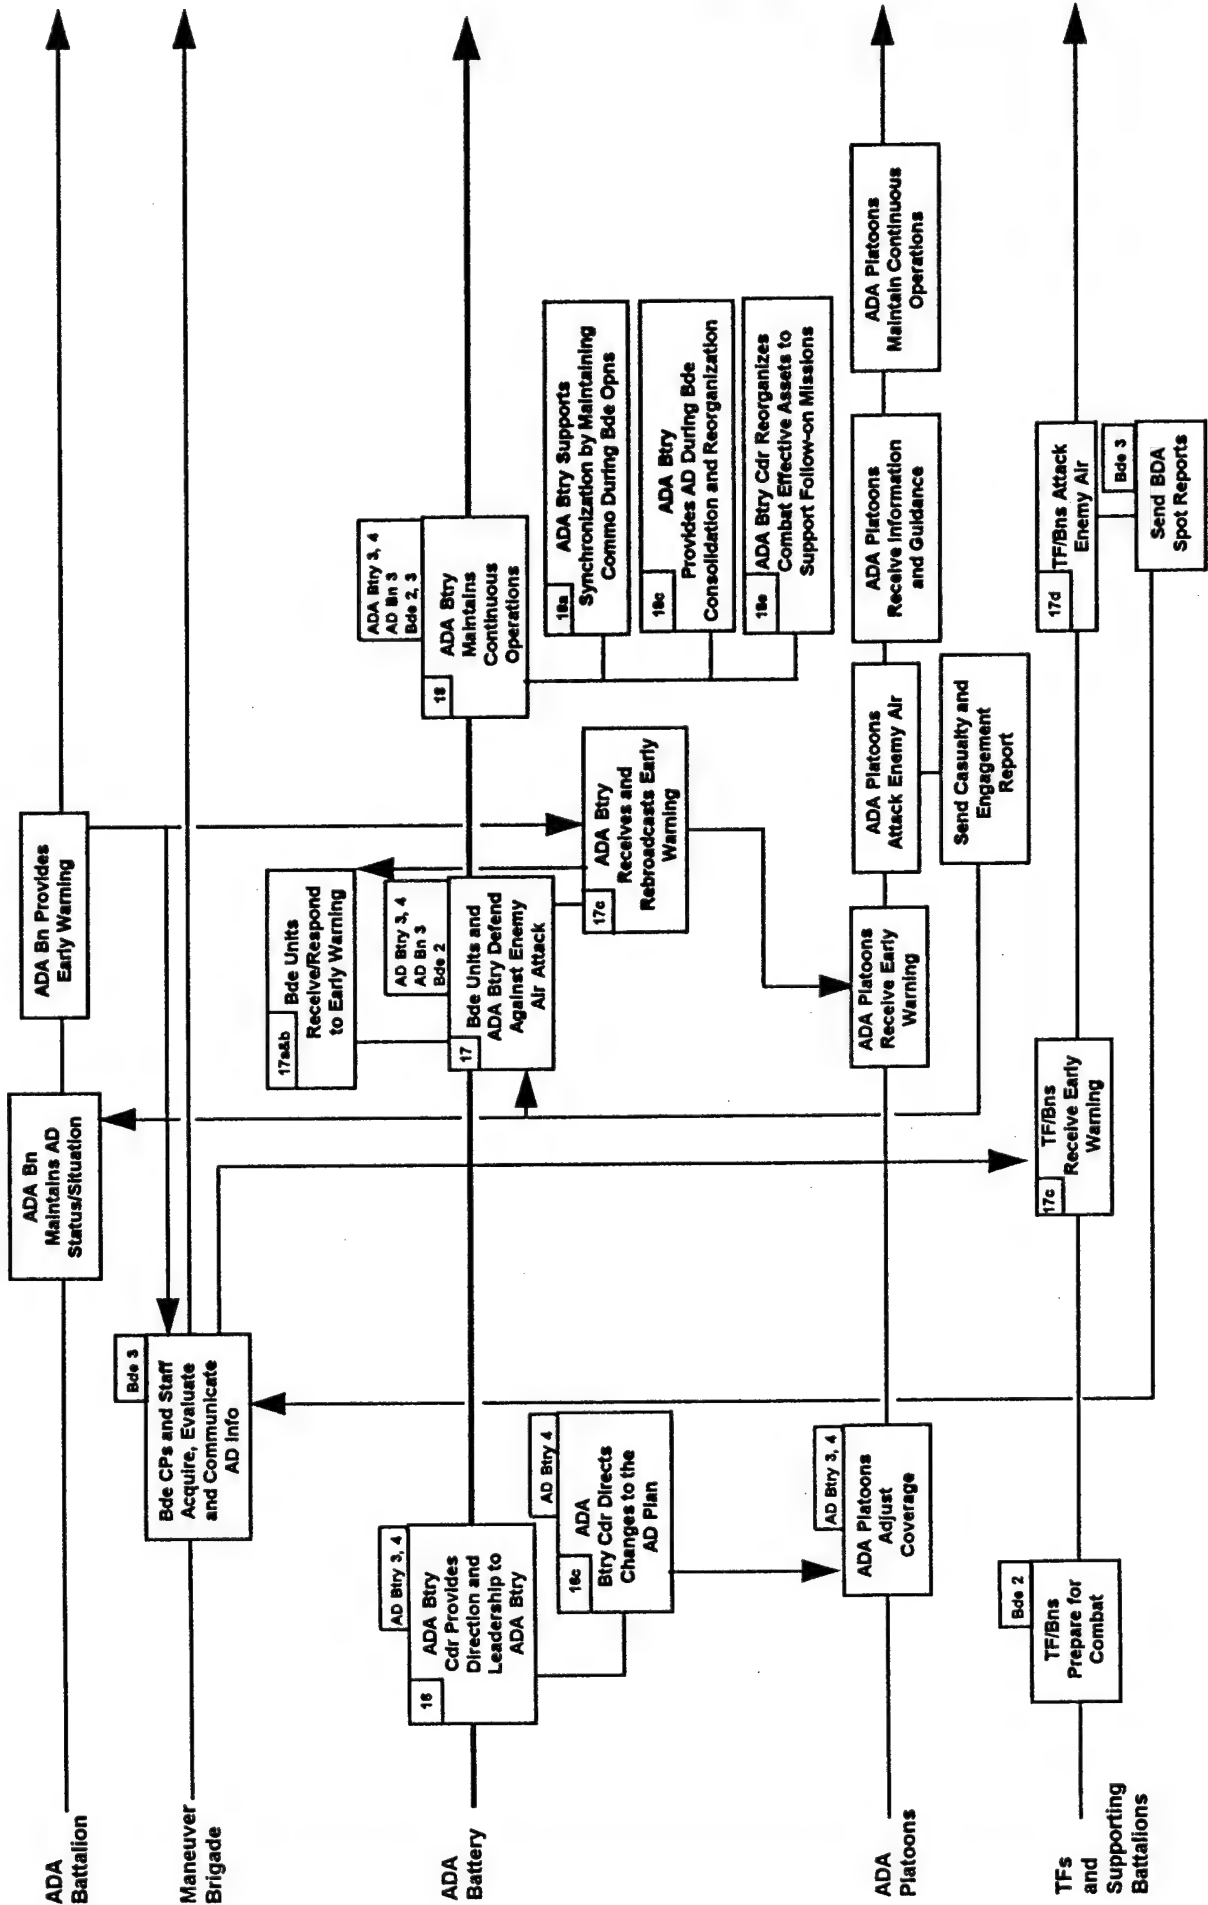 ADA
Battalion
ADA Bn
Maintains AD
Status/Situation
ADA Bn Provides
Early Warning
Maneuver
Brigade
Bde 3
Bde CPs and Staff
Acquire, Evaluate
and Communicate
AD Info
ADA
Battery
AD Btry 3, 4
16
ADA Btry
Cdr Provides
Direction and
Leadership to
ADA Btry
AD Btry 4
16c
ADA
Btry Cdr Directs
Changes to the
AD Plan
17a&b
Bde Units
Receive/Respond
to Early Warning
AD Btry 3, 4
AD Bn 3
Bde 2
17
Bde Units and
ADA Btry Defend
Against Enemy
Air Attack
17c
ADA Btry
Receives and
Rebroadcasts Early
Warning
ADA Btry 3, 4
AD Bn 3
Bde 2, 3
18
ADA Btry
Maintains
Continuous
Operations
18a
ADA Btry Supports
Synchronization by Maintaining
Commo During Bde Opns
18c
ADA Btry
Provides AD During Bde
Consolidation and Reorganization
18e
ADA Btry Cdr Reorganizes
Combat Effective Assets to
Support Follow-on Missions
ADA
Platoons
AD Btry 3, 4
ADA Platoons
Adjust
Coverage
ADA Platoons
Receive Early
Warning
ADA Platoons
Attack Enemy Air
Send Casualty and
Engagement
Report
ADA Platoons
Receive Information
and Guidance
ADA Platoons
Maintain Continuous
Operations
TFs
and
Supporting
Battalions
Bde 2
TF/Bns
Prepare for
Combat
17c
TF/Bns
Receive Early
Warning
17d
TF/Bns Attack
Enemy Air
Bde 3
Send BDA
Spot Reports